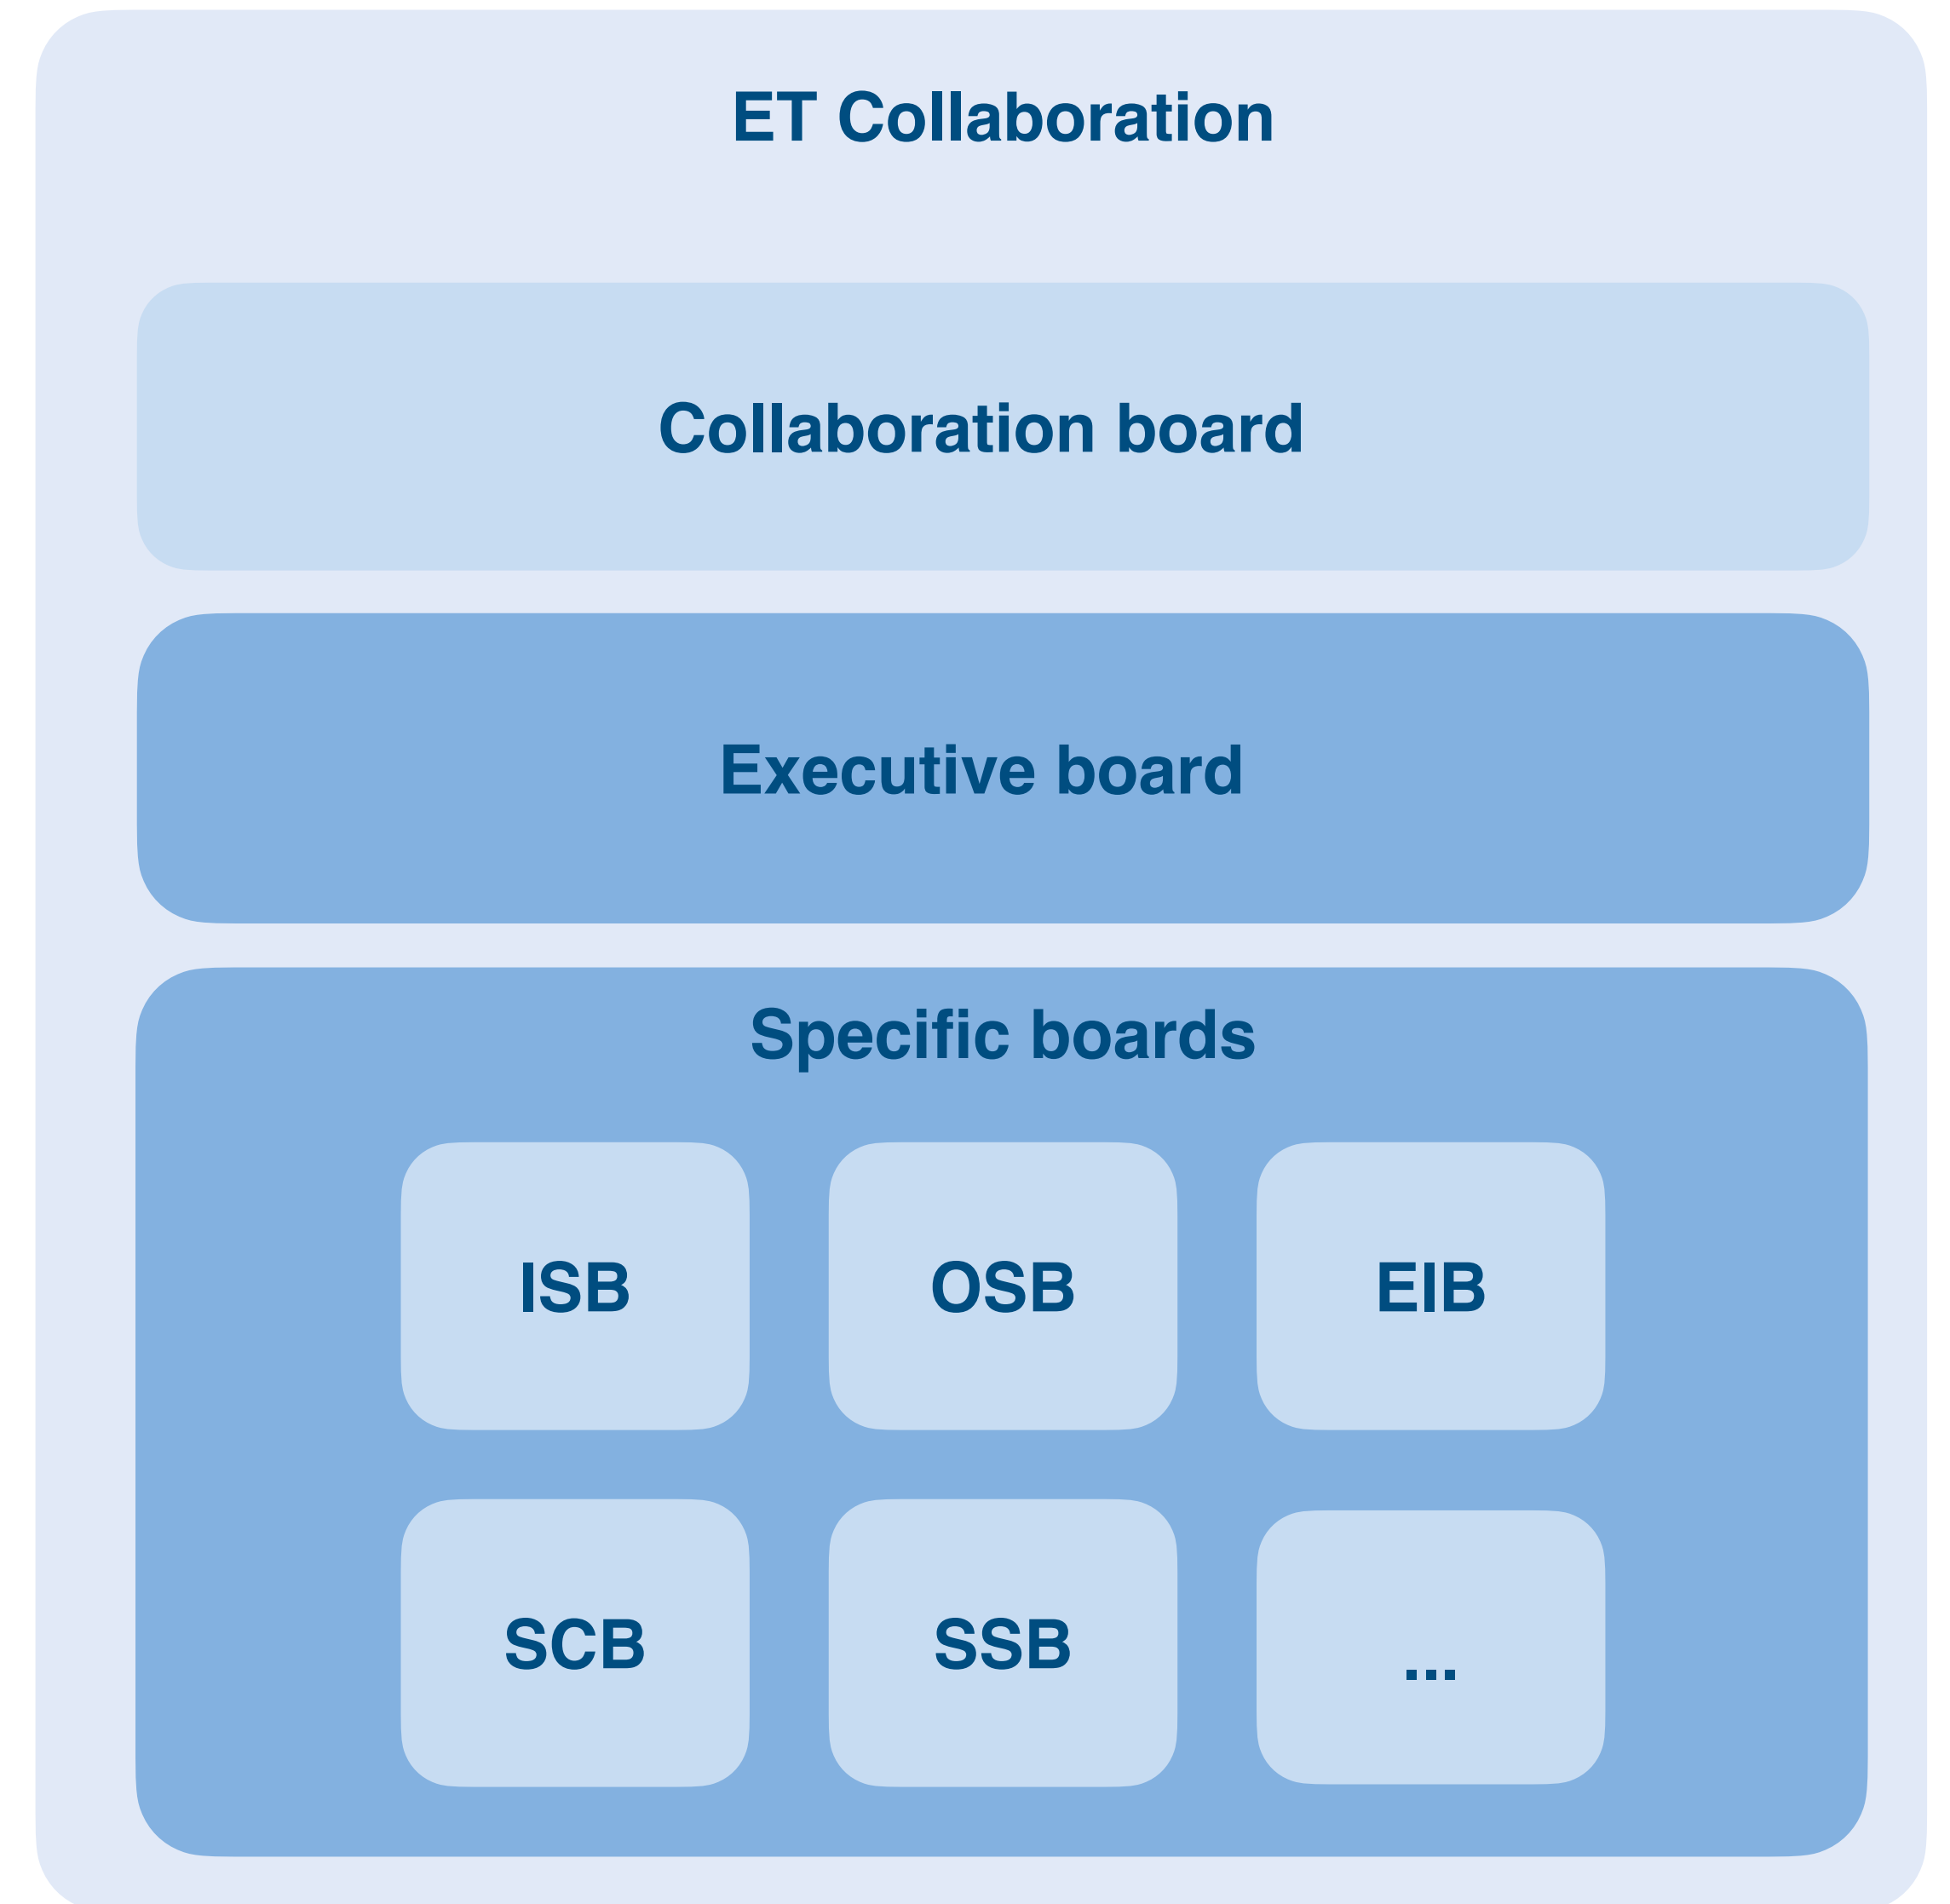 ET Collaboration
Collaboration board
Executive board
Specific boards
ISB
OSB
EIB
SCB
SSB
...